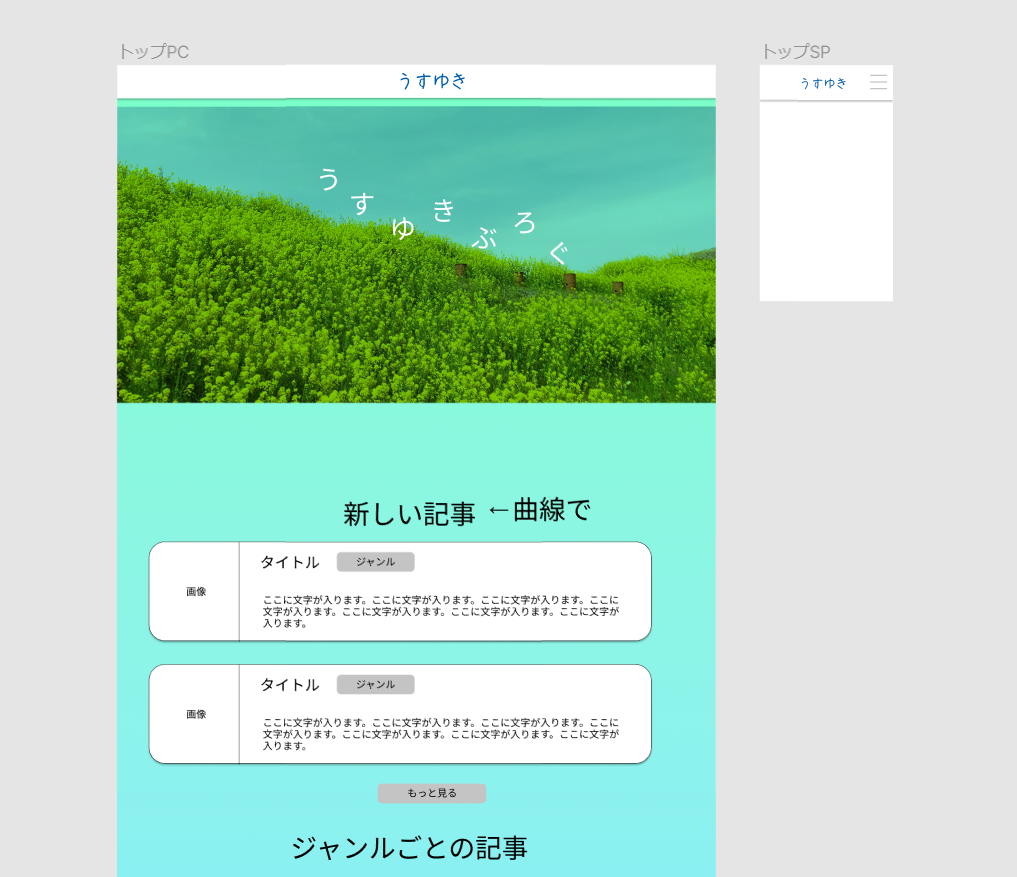 トップPC
トップSP
うすゆき
うすゆき
うすゆきぶろぐ
新しい記事 ←曲線で
タイトル ジャンル
画像
ここに文字が入ります。ここに文字が入ります。ここに文字が入ります。ここに
文字が入ります。ここに文字が入ります。ここに文字が入ります。ここに文字が
入ります。
タイトル ジャンル
画像
ここに文字が入ります。ここに文字が入ります。ここに文字が入ります。ここに
文字が入ります。ここに文字が入ります。ここに文字が入ります。ここに文字が
入ります。
もっと見る
ジャンルごとの記事